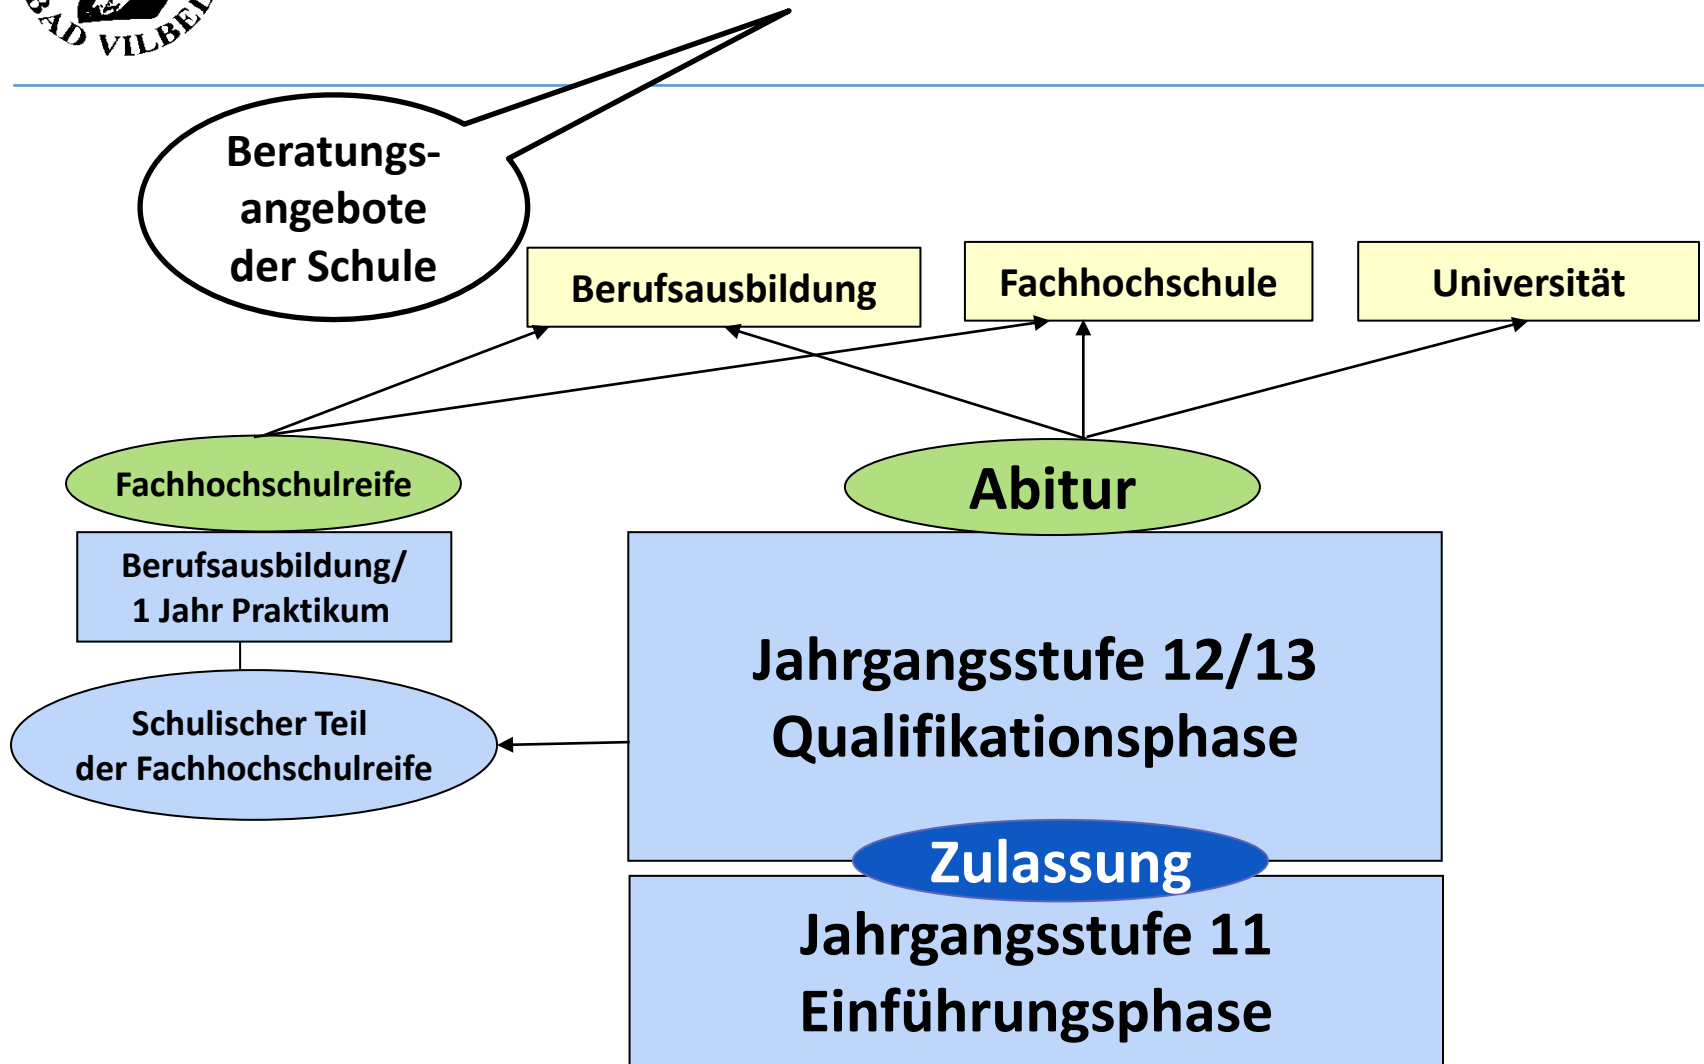 BAD VILBEL
Beratungs-
angebote
der Schule
Berufsausbildung
Fachhochschule
Universität
Fachhochschulreife
Abitur
Berufsausbildung/
1 Jahr Praktikum
Jahrgangsstufe 12/13
Qualifikationsphase
Schulischer Teil
der Fachhochschulreife
Zulassung
Jahrgangsstufe 11
Einführungsphase